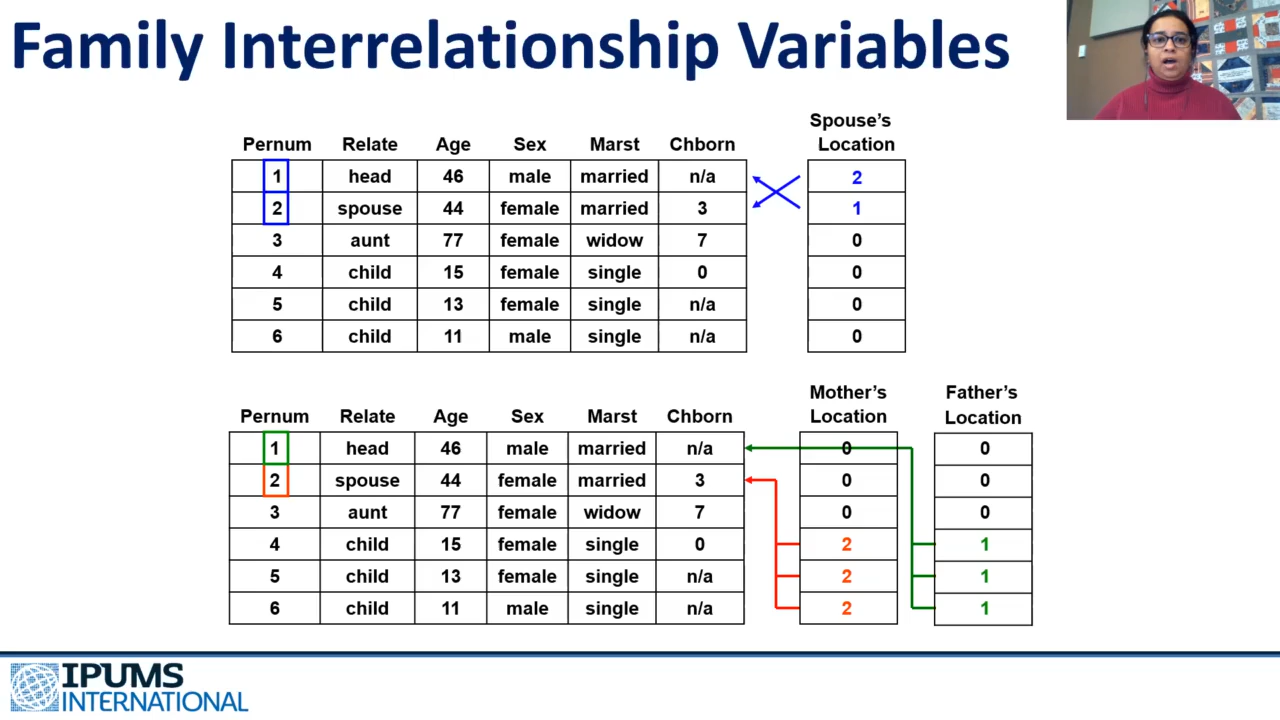 Family Interrelationship Variables
Spouse's
Pernum Relate Age Sex Marst Chborn Location
1 head 46 male married n/a 2
2 spouse 44 female married 3 1
3 aunt 77 female widow 7 0
4 child 15 female single 0 0
5 child 13 female single n/a 0
6 child 11 male single n/a 0
Mother's Father's
Pernum Relate Age Sex Marst Chborn Location Location
1 head 46 male married n/a 0 0
2 spouse 44 female married 3 0 0
3 aunt 77 female widow 7 0 0
4 child 15 female single 0 2 1
5 child 13 female single n/a 2 1
6 child 11 male single n/a 2 1
IPUMS
INTERNATIONAL